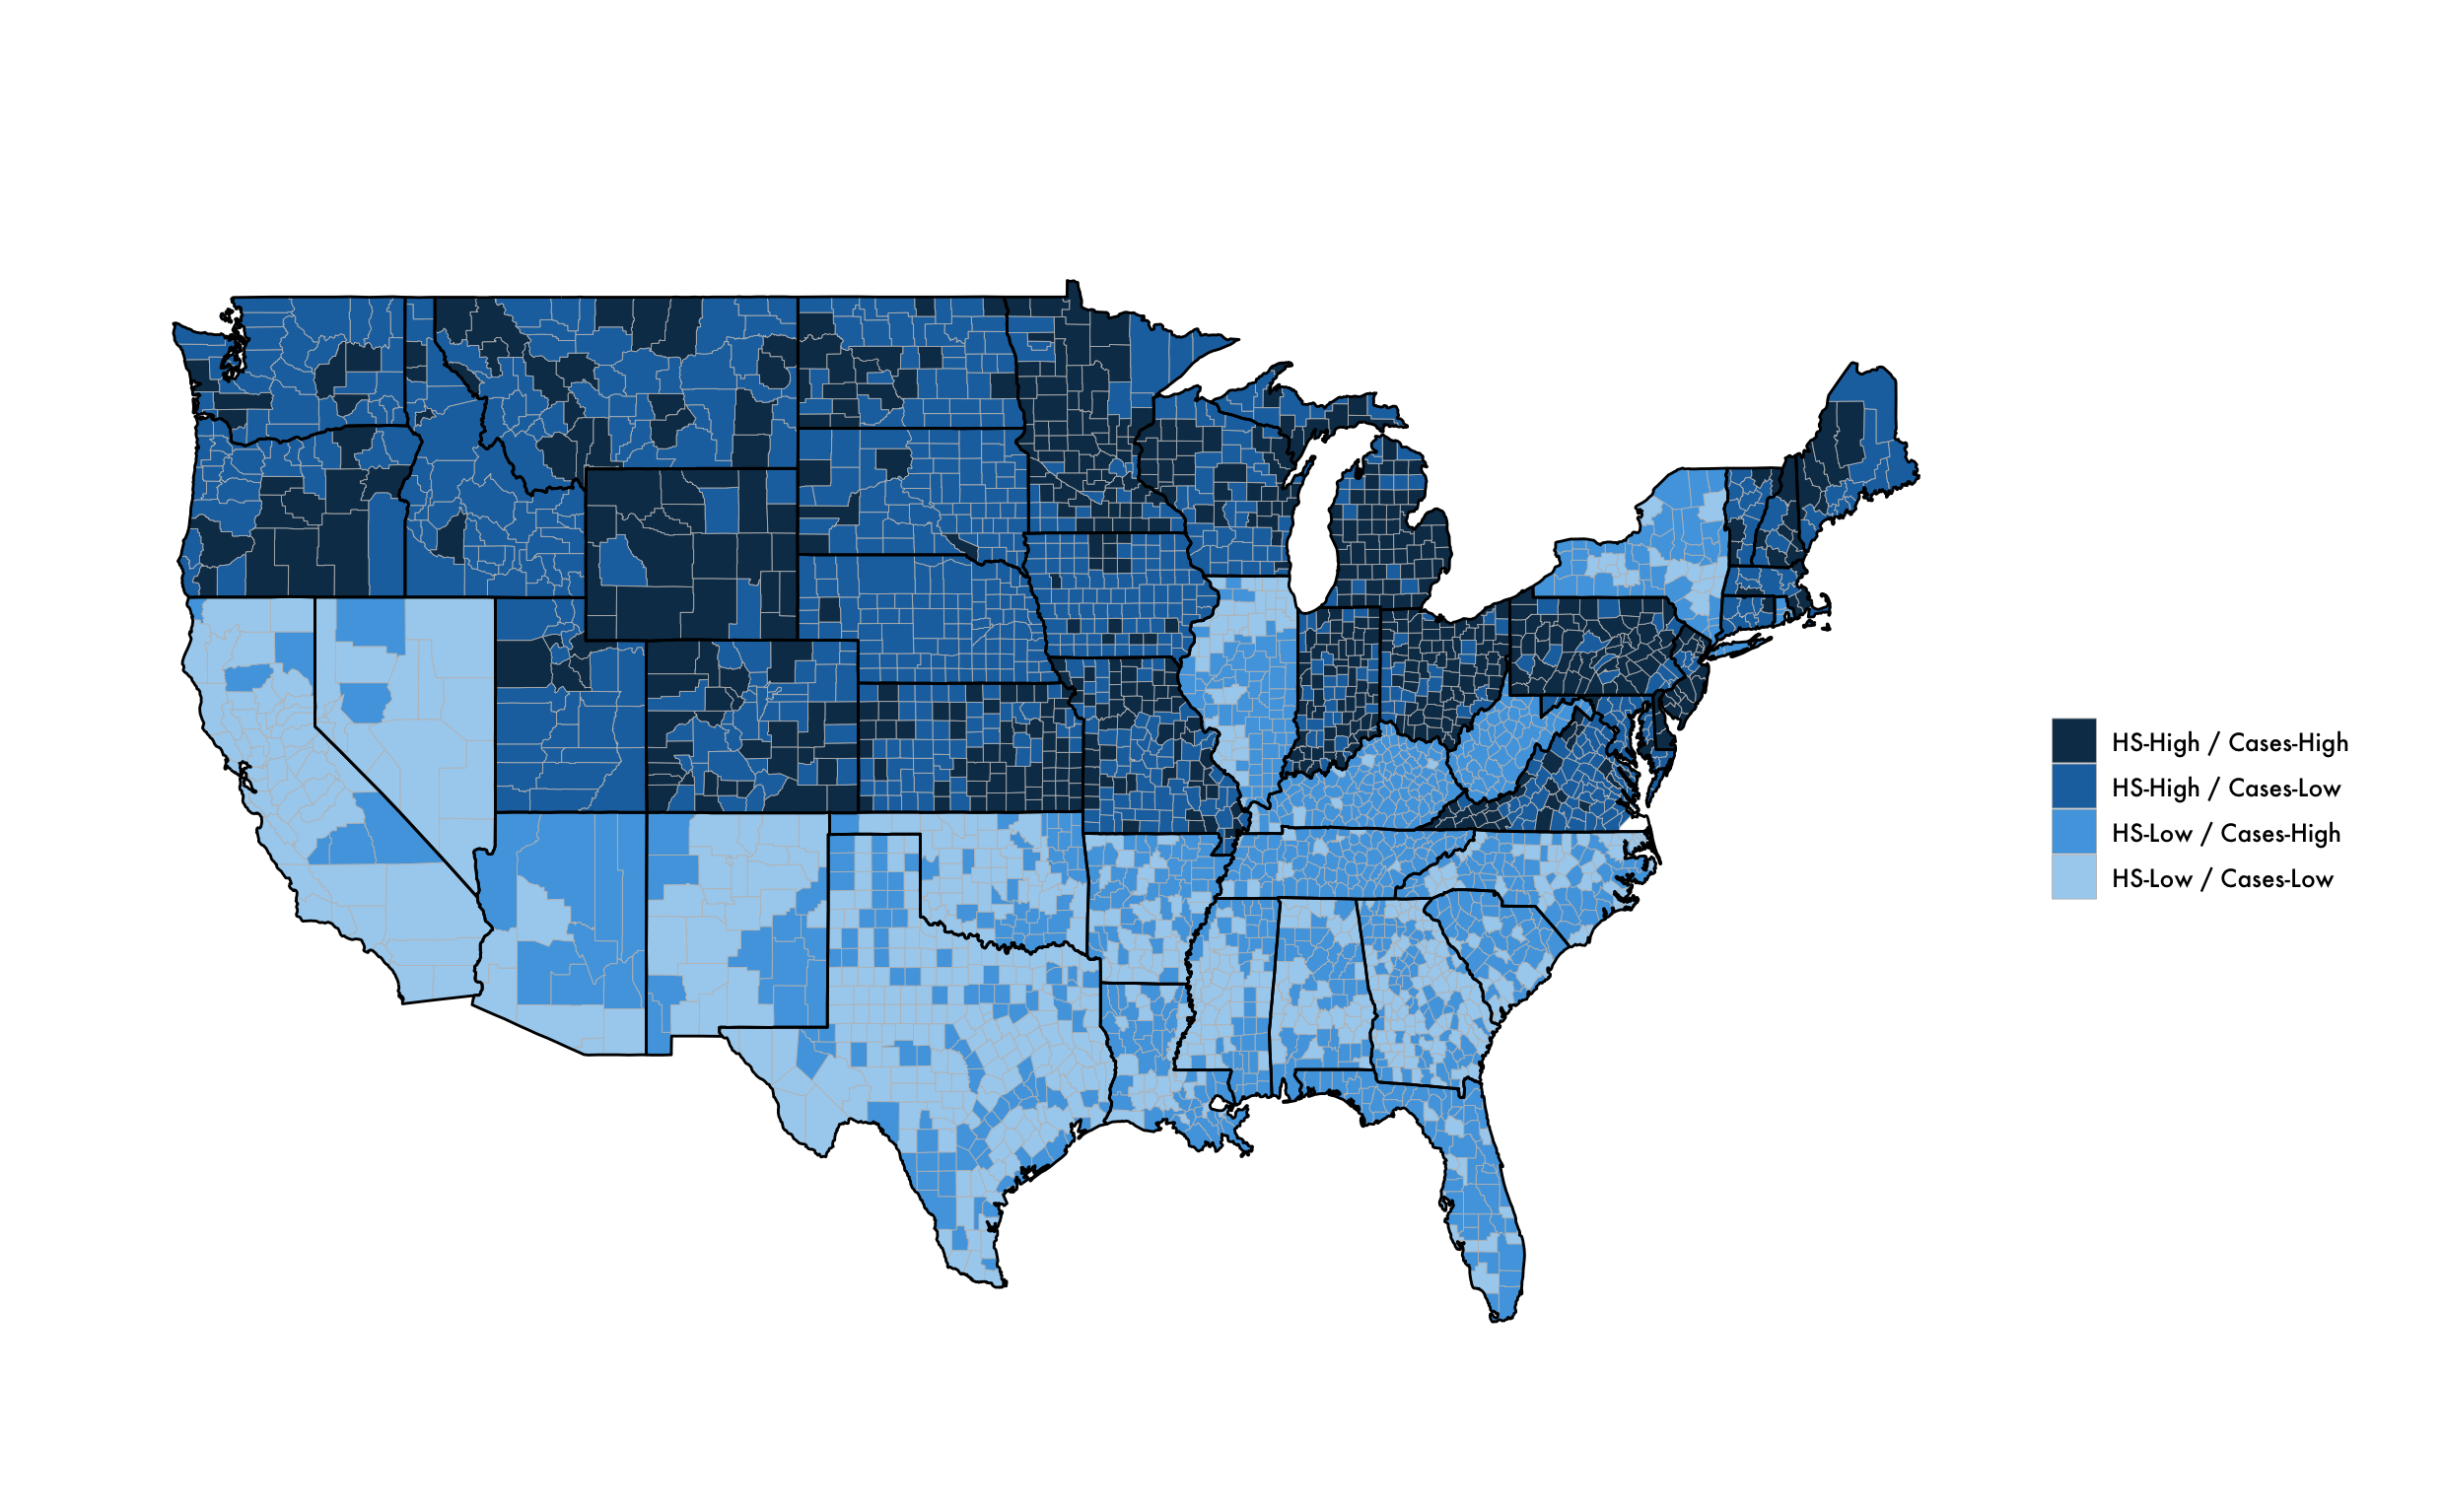 HS-High / Cases-High
HS-High / Cases-Low
HS-Low / Cases-High
HS-Low / Cases-Low